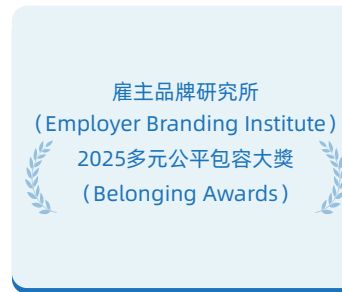 雇主品牌研究所
（Employer Branding Institute）
2025多元公平包容大獎
（Belonging Awards）